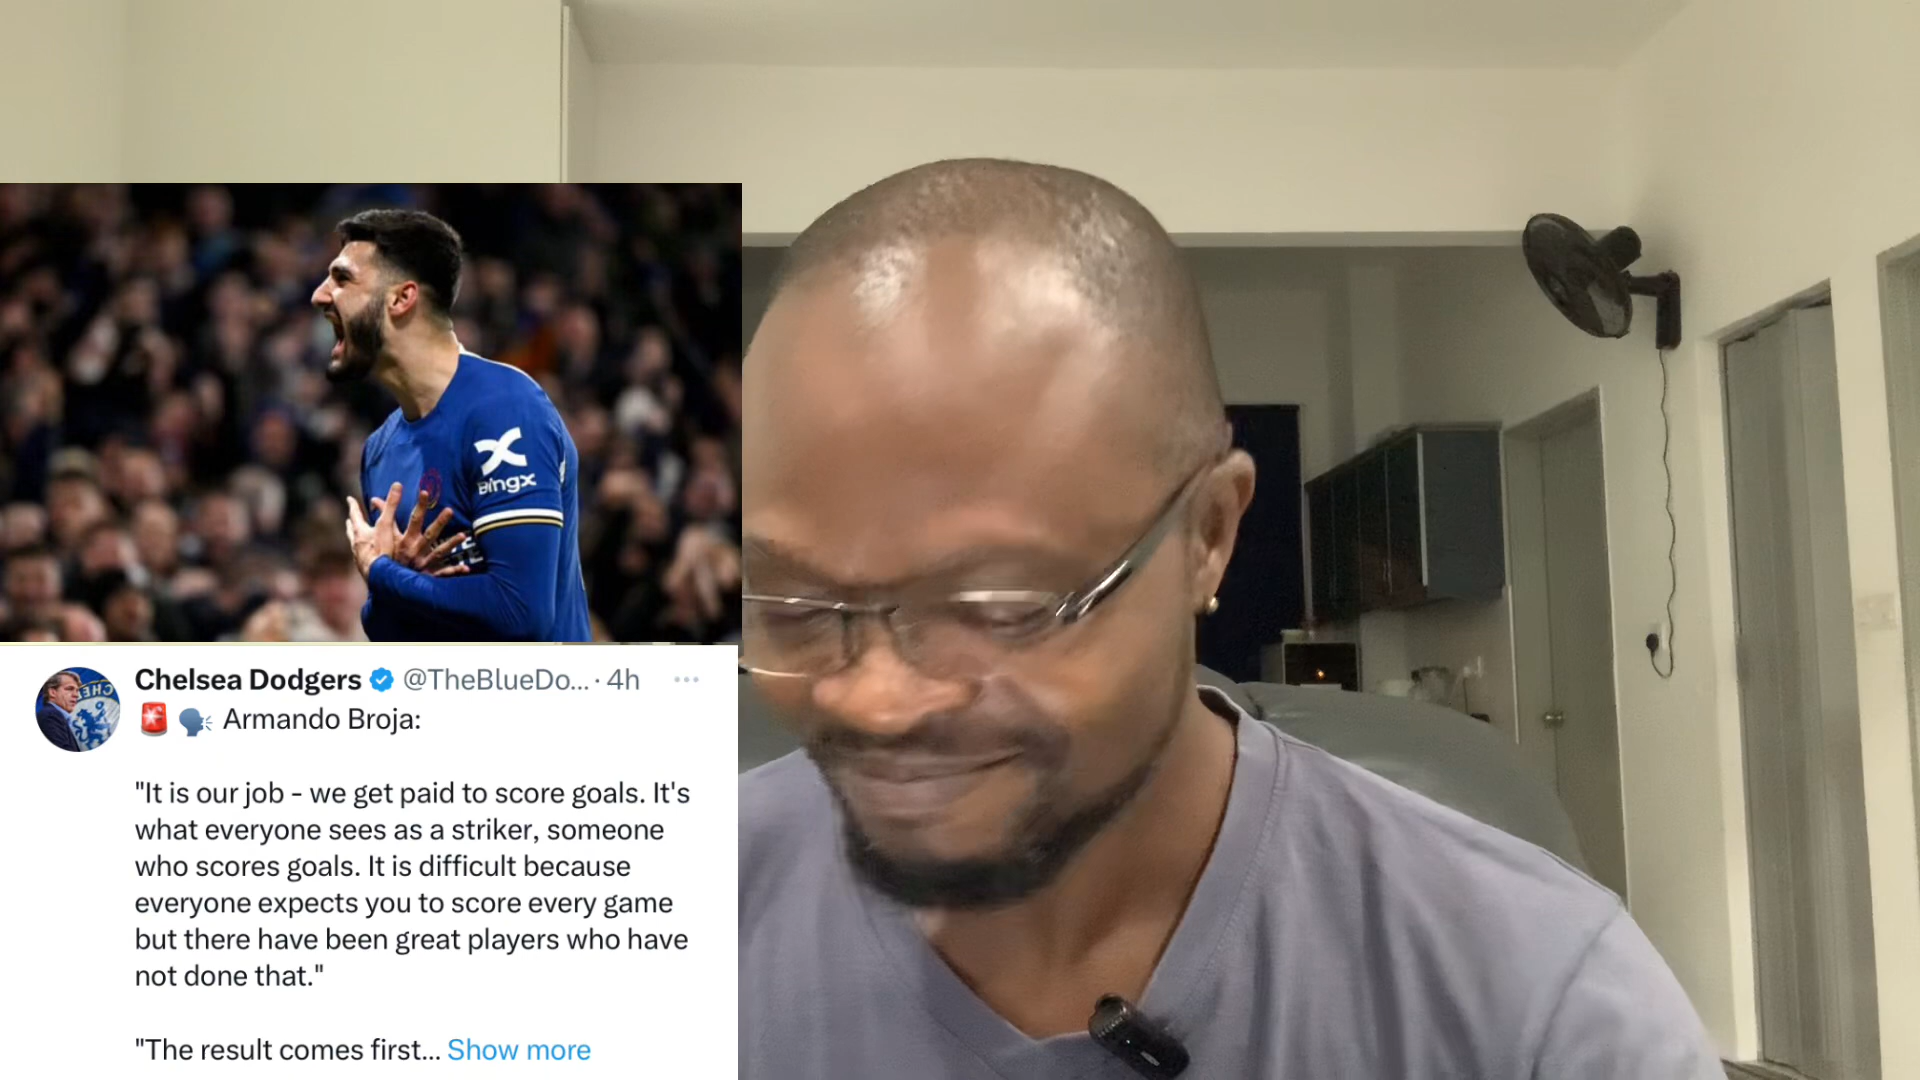 BingX
Chelsea Dodgers @TheBlueDo... · 4h
🚨 🗣️ Armando Broja:
"It is our job - we get paid to score goals. It's
what everyone sees as a striker, someone
who scores goals. It is difficult because
everyone expects you to score every game
but there have been great players who have
not done that."
"The result comes first... Show more